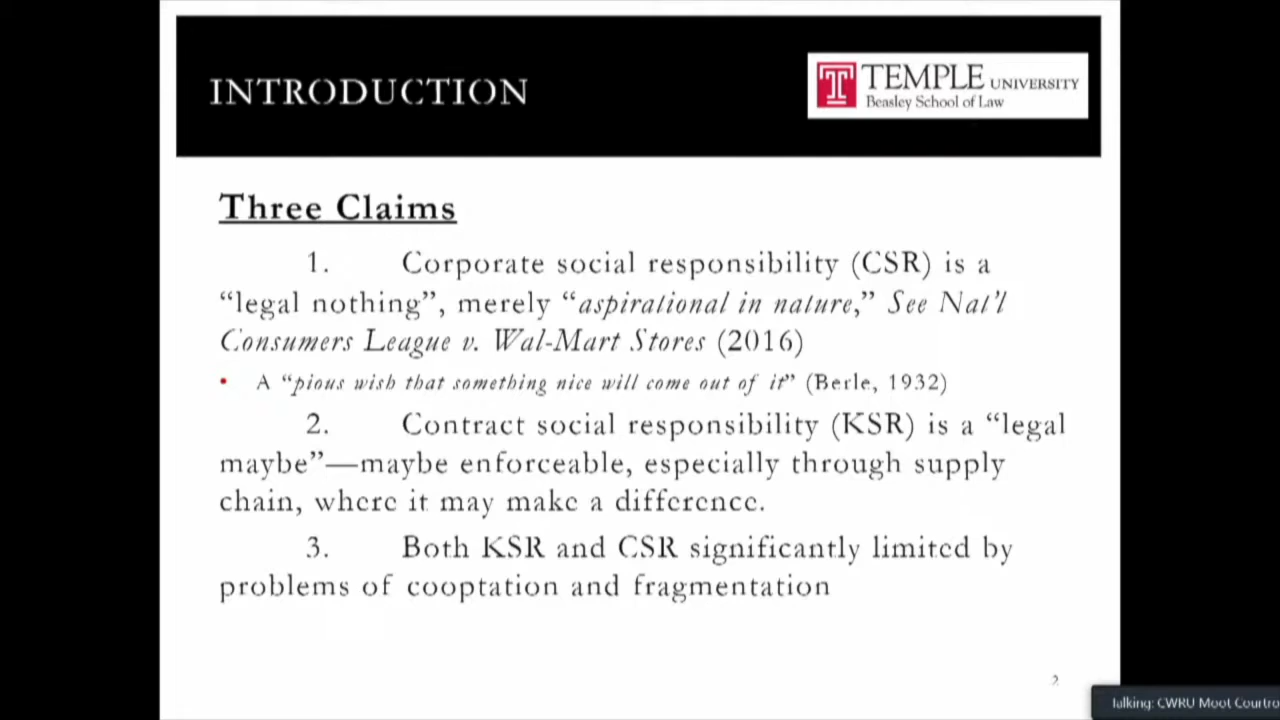 INTRODUCTION
TEMPLE UNIVERSITY
Beasley School of Law
Three Claims
1. Corporate social responsibility (CSR) is a
“legal nothing”, merely “aspirational in nature,” See Nat’l
Consumers League v. Wal-Mart Stores (2016)
• A “pious wish that something nice will come out of it” (Berle, 1932)
2. Contract social responsibility (KSR) is a “legal
maybe”—maybe enforceable, especially through supply
chain, where it may make a difference.
3. Both KSR and CSR significantly limited by
problems of cooptation and fragmentation
2
Talking: CWRU Moot Courtro